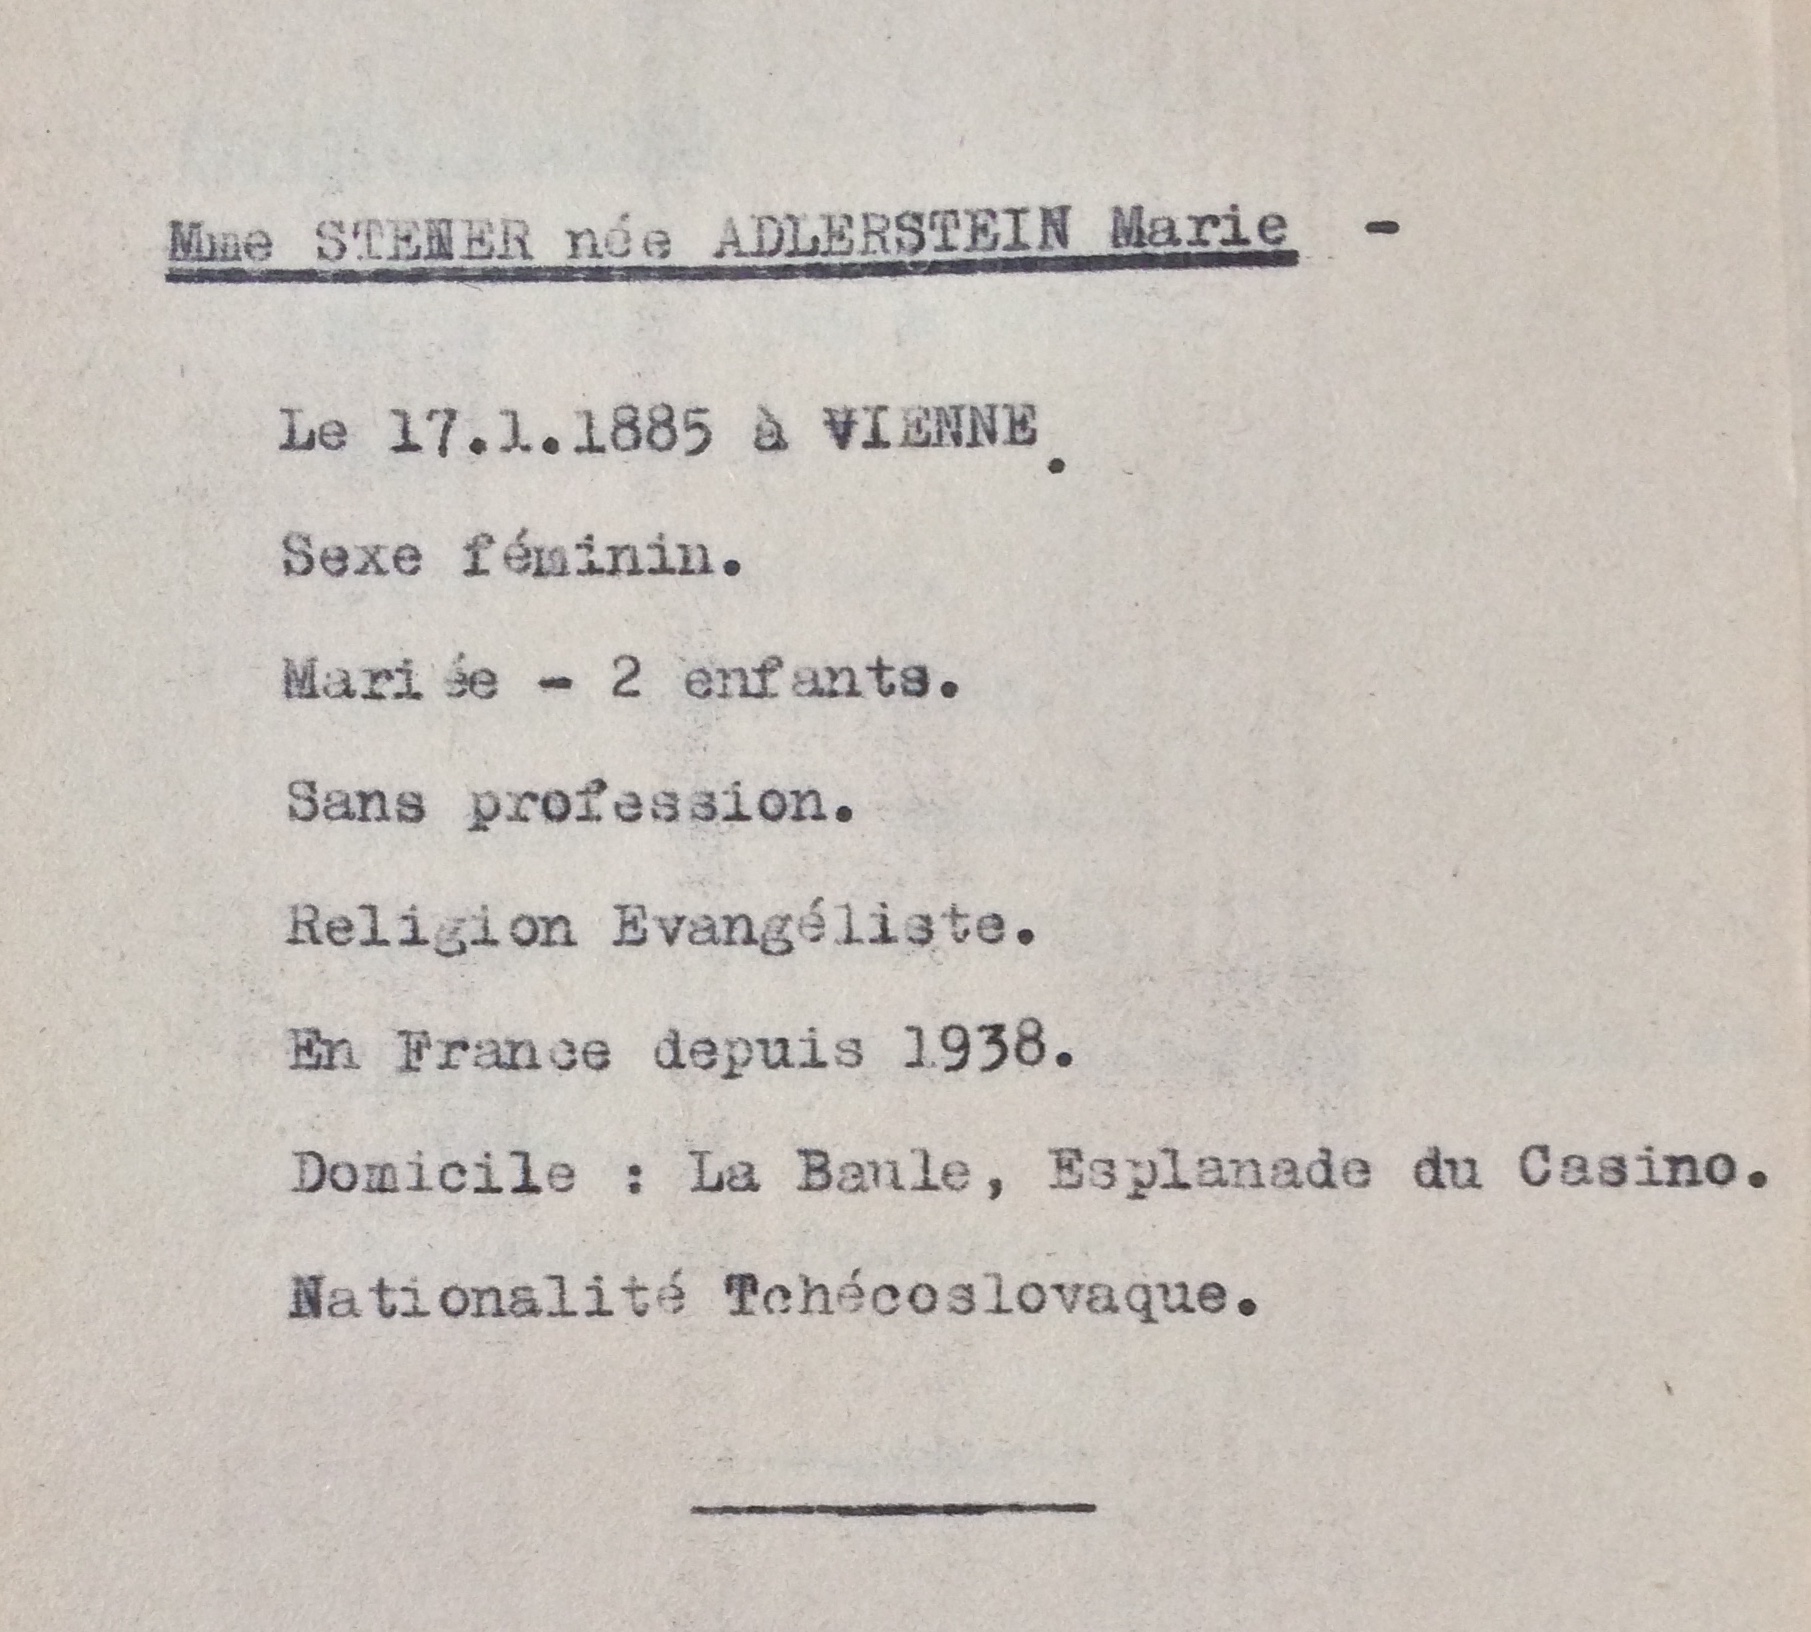 Mme STENER née ADLERSTEIN Marie -
Le 17.1.1885 à VIENNE.
Sexe féminin.
Mariée - 2 enfants.
Sans profession.
Religion Evangéliste.
En France depuis 1938.
Domicile : La Baule, Esplanade du Casino.
Nationalité Tchécoslovaque.